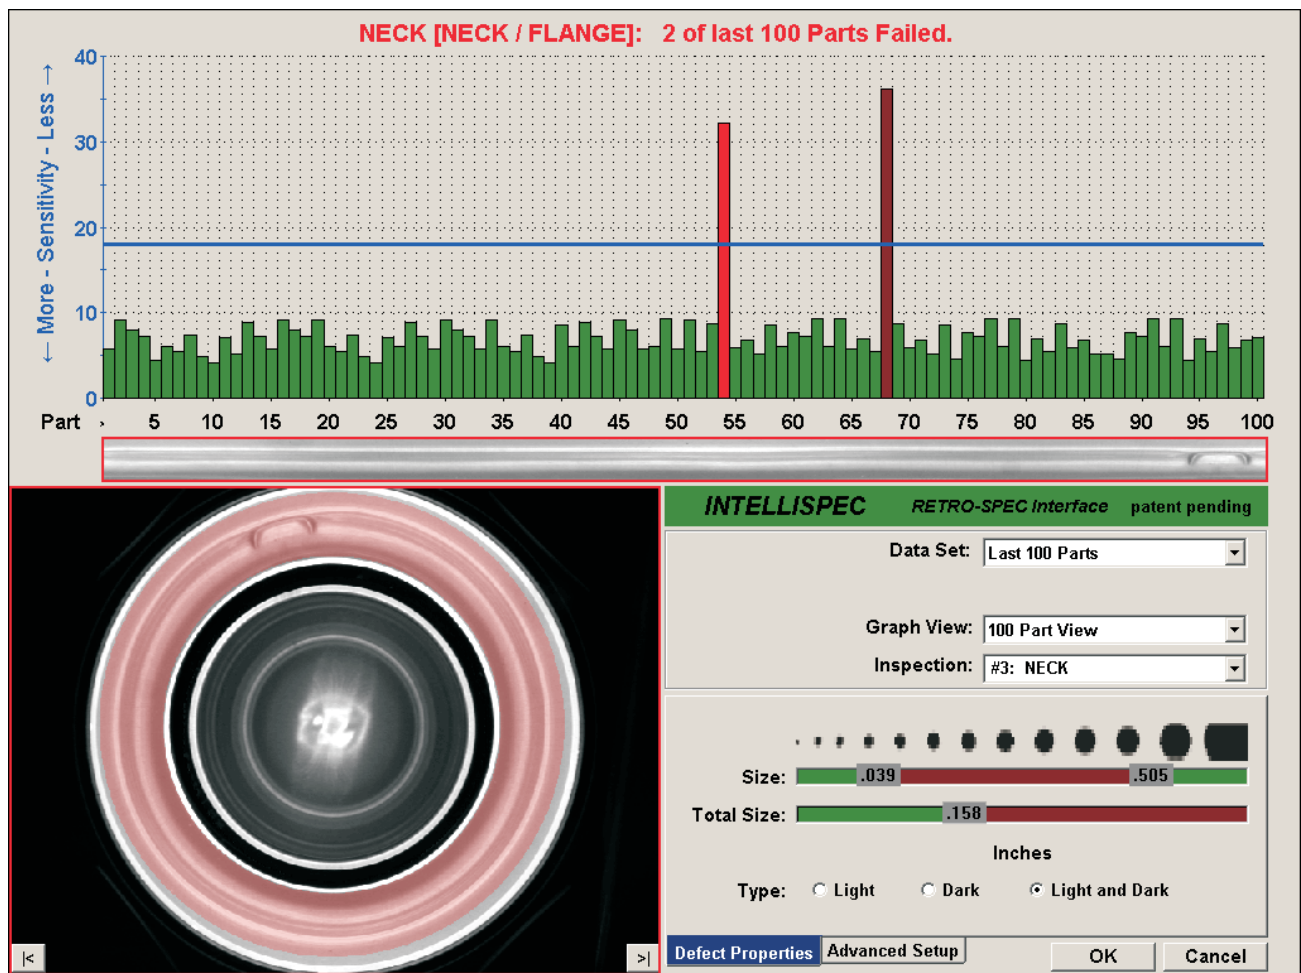 NECK [NECK / FLANGE]: 2 of last 100 Parts Failed.
← More - Sensitivity - Less →
40
30
20
10
0
Part 5 10 15 20 25 30 35 40 45 50 55 60 65 70 75 80 85 90 95 100
INTELLISPEC RETRO-SPEC Interface patent pending
Data Set: Last 100 Parts
Graph View: 100 Part View
Inspection: #3: NECK
Size: .039 .505
Total Size: .158
Inches
Type: Light Dark Light and Dark
|< >| Defect Properties Advanced Setup OK Cancel